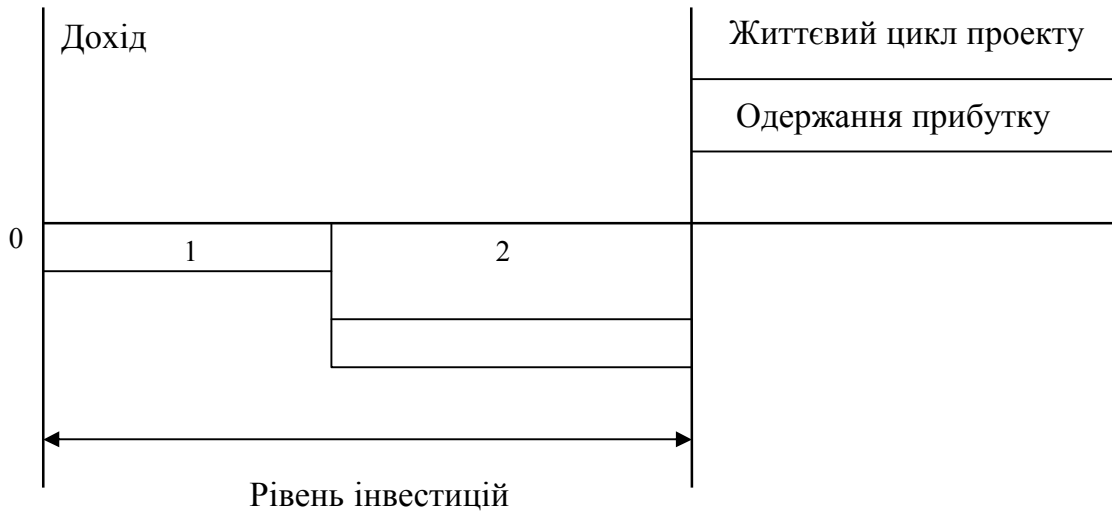 Дохід
Життєвий цикл проекту
Одержання прибутку
0
1
2
Рівень інвестицій